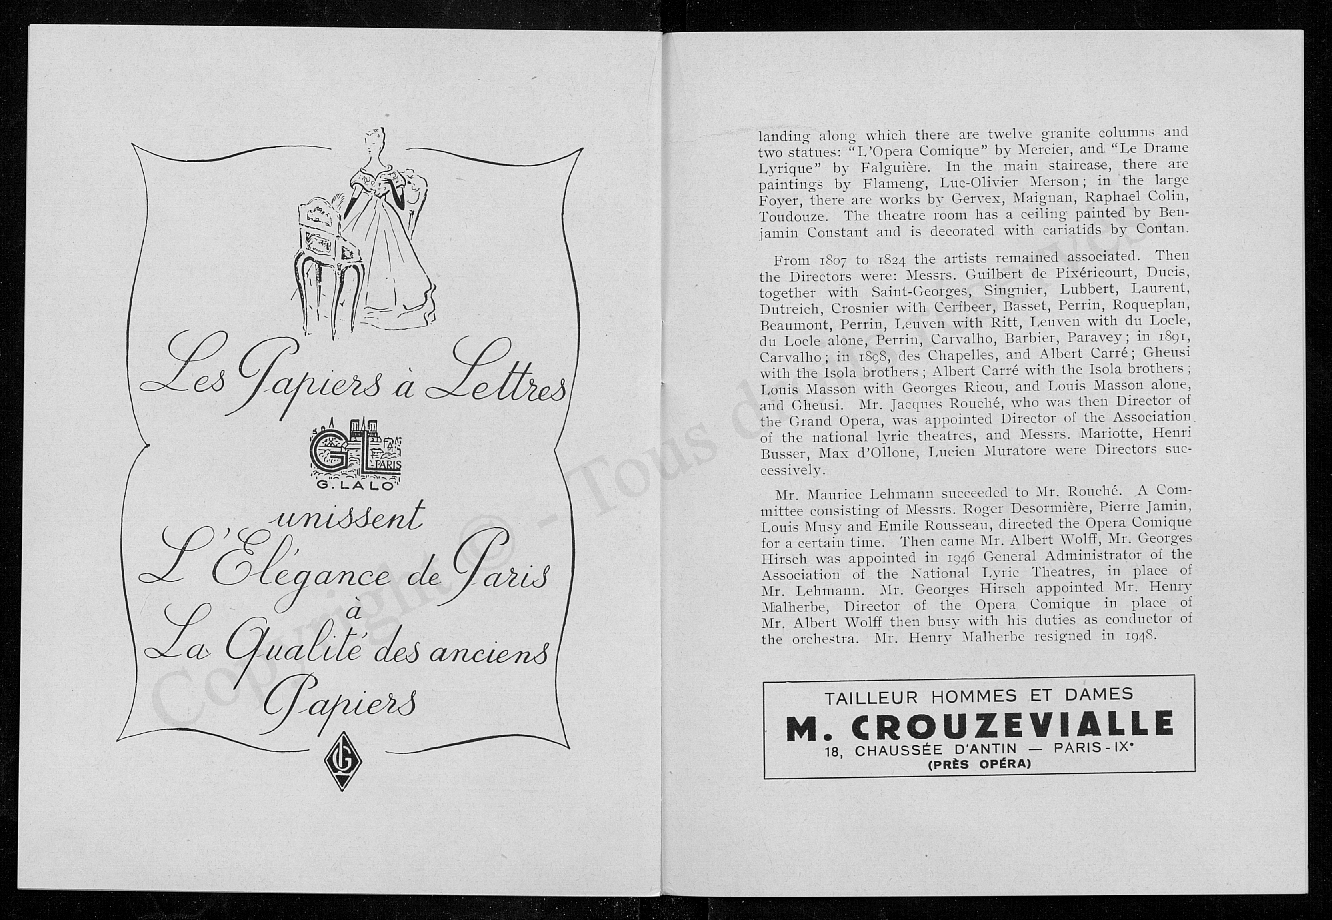 Les Papiers à Lettres
GL
PARIS
G. LALO
unissent
L'Élégance de Paris
à
La Qualité des anciens
Papiers
GL
landing along which there are twelve granite columns and
two statues: “L'Opera Comique” by Mercier, and “Le Drame
Lyrique” by Falguière. In the main staircase, there are
paintings by Flameng, Luc-Olivier Merson; in the large
Foyer, there are works by Gervex, Maignan, Raphael Colin,
Toudouze. The theatre room has a ceiling painted by Ben-
jamin Constant and is decorated with cariatids by Contan.
From 1807 to 1824 the artists remained associated. Then
the Directors were: Messrs. Guilbert de Pixéricourt, Ducis,
together with Saint-Georges, Singnier, Lubbert, Laurent,
Dutreich, Crosnier with Cerfbeer, Basset, Perrin, Roqueplan,
Beaumont, Perrin, Leuven with Ritt, Leuven with du Locle,
du Locle alone, Perrin, Carvalho, Barbier, Paravey; in 1891,
Carvalho; in 1898, des Chapelles, and Albert Carré; Gheusi
with the Isola brothers; Albert Carré with the Isola brothers;
Louis Masson with Georges Ricou, and Louis Masson alone,
and Gheusi. Mr. Jacques Rouché, who was then Director of
the Grand Opera, was appointed Director of the Association
of the national lyric theatres, and Messrs. Mariotte, Henri
Busser, Max d'Ollone, Lucien Muratore were Directors suc-
cessively.
Mr. Maurice Lehmann succeeded to Mr. Rouché. A Com-
mittee consisting of Messrs. Roger Desormière, Pierre Jamin,
Louis Musy and Emile Rousseau, directed the Opera Comique
for a certain time. Then came Mr. Albert Wolff, Mr. Georges
Hirsch was appointed in 1946 General Administrator of the
Association of the National Lyric Theatres, in place of
Mr. Lehmann. Mr. Georges Hirsch appointed Mr. Henry
Malherbe, Director of the Opera Comique in place of
Mr. Albert Wolff then busy with his duties as conductor of
the orchestra. Mr. Henry Malherbe resigned in 1948.
TAILLEUR HOMMES ET DAMES
M. CROUZEVIALLE
18, CHAUSSÉE D'ANTIN — PARIS-IXe
(PRÈS OPÉRA)
Copyright © - Tous droits